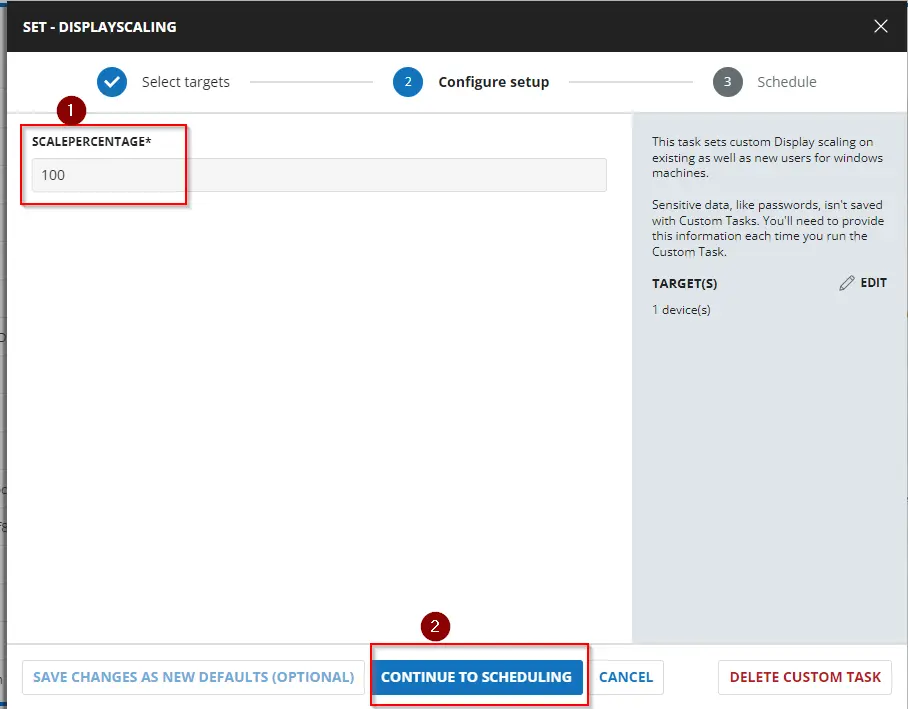 SET - DISPLAYSCALING
Select targets
2
Configure setup
3
Schedule
1
SCALEPERCENTAGE*
100
This task sets custom Display scaling on
existing as well as new users for windows
machines.
Sensitive data, like passwords, isn't saved
with Custom Tasks. You'll need to provide
this information each time you run the
Custom Task.
TARGET(S)
EDIT
1 device(s)
2
SAVE CHANGES AS NEW DEFAULTS (OPTIONAL)
CONTINUE TO SCHEDULING
CANCEL
DELETE CUSTOM TASK